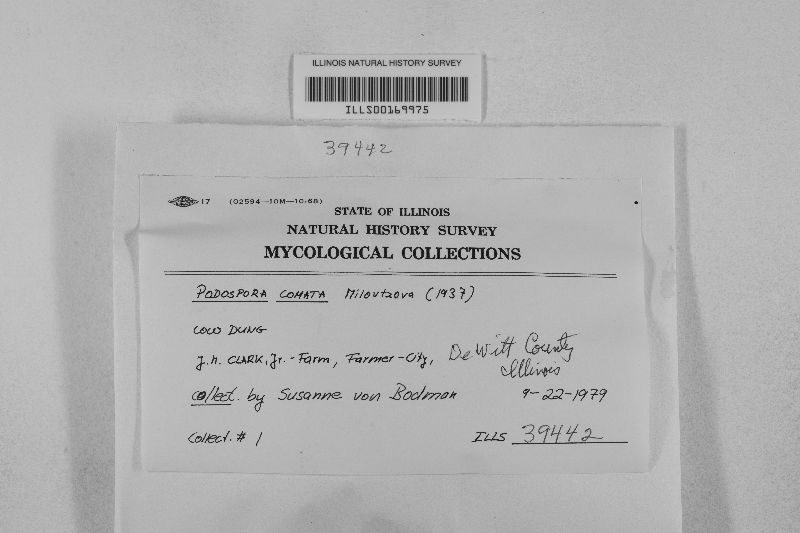 ILLINOIS NATURAL HISTORY SURVEY
ILLS00169975
39442
17 (02594—10M—10-68)
STATE OF ILLINOIS
NATURAL HISTORY SURVEY
MYCOLOGICAL COLLECTIONS
PODOSPORA COMATA Miloutzova (1937)
COW DUNG
J.H. CLARK, Jr. - Farm, Farmer-City, DeWitt County
Illinois
collect. by Susanne von Bodman 9-22-1979
Collect. # 1 ILLS 39442